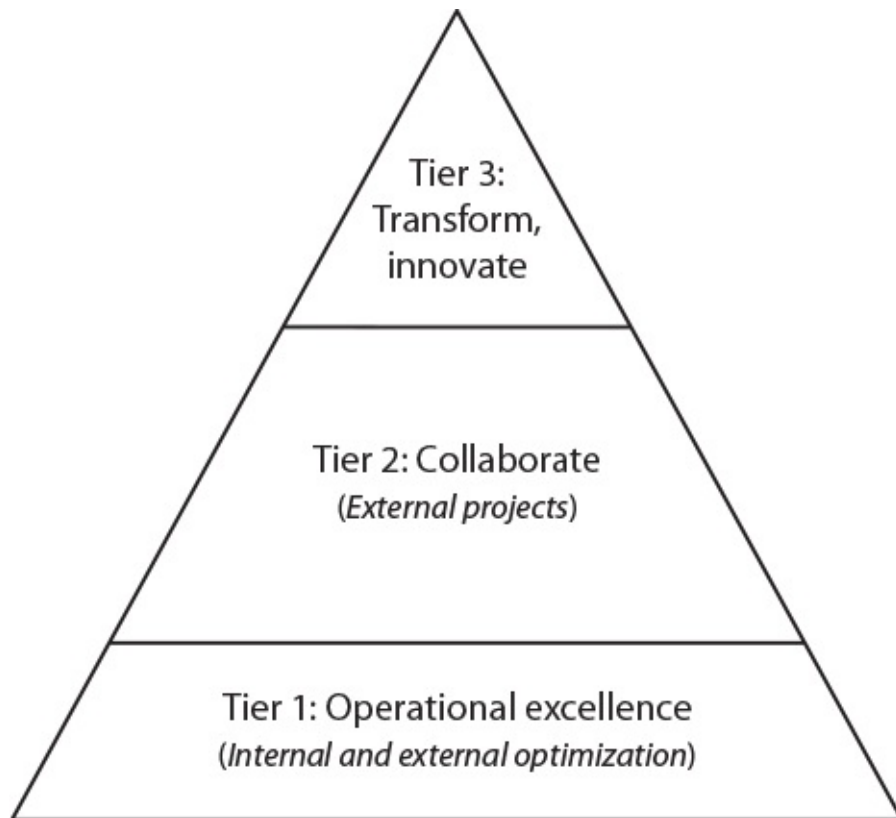 Tier 3:
Transform,
innovate
Tier 2: Collaborate
(External projects)
Tier 1: Operational excellence
(Internal and external optimization)